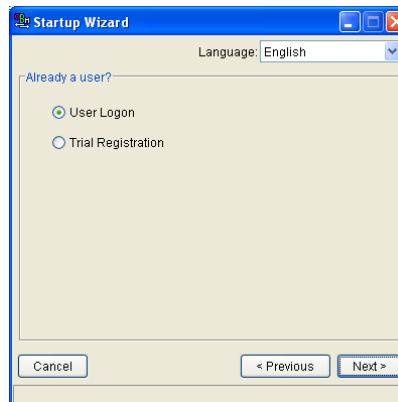 Startup Wizard
Language: English
Already a user?
User Logon
Trial Registration
Cancel < Previous Next >